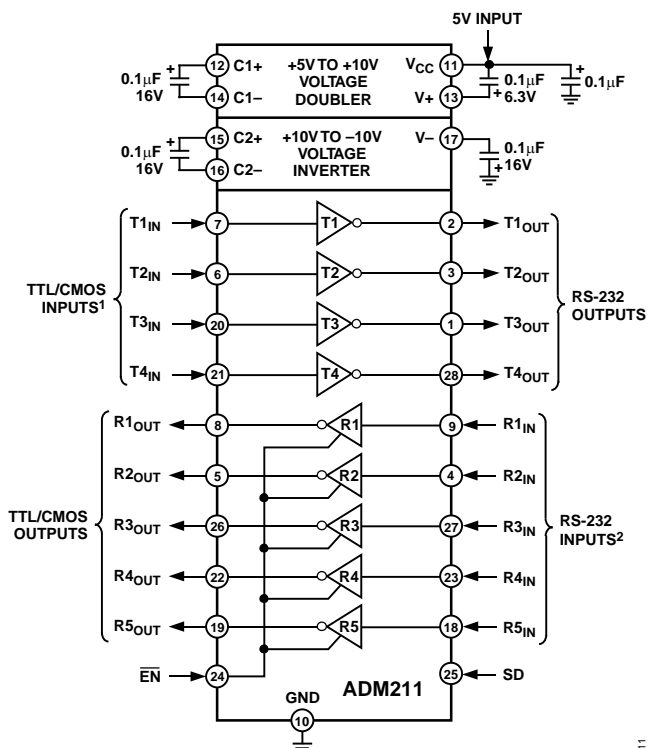 5V INPUT
0.1μF
16V
+
12
C1+
14
C1–
+5V TO +10V
VOLTAGE
DOUBLER
VCC
11
V+
13
+
0.1μF
6.3V
+
0.1μF
0.1μF
16V
+
15
C2+
16
C2–
+10V TO –10V
VOLTAGE
INVERTER
V–
17
0.1μF
+
16V
TTL/CMOS
INPUTS1
T1IN 7 T1 2 T1OUT
T2IN 6 T2 3 T2OUT
T3IN 20 T3 1 T3OUT
T4IN 21 T4 28 T4OUT
RS-232
OUTPUTS
TTL/CMOS
OUTPUTS
R1OUT 8 R1 9 R1IN
R2OUT 5 R2 4 R2IN
R3OUT 26 R3 27 R3IN
R4OUT 22 R4 23 R4IN
R5OUT 19 R5 18 R5IN
RS-232
INPUTS2
E̅N̅ 24
25 SD
GND
10
ADM211